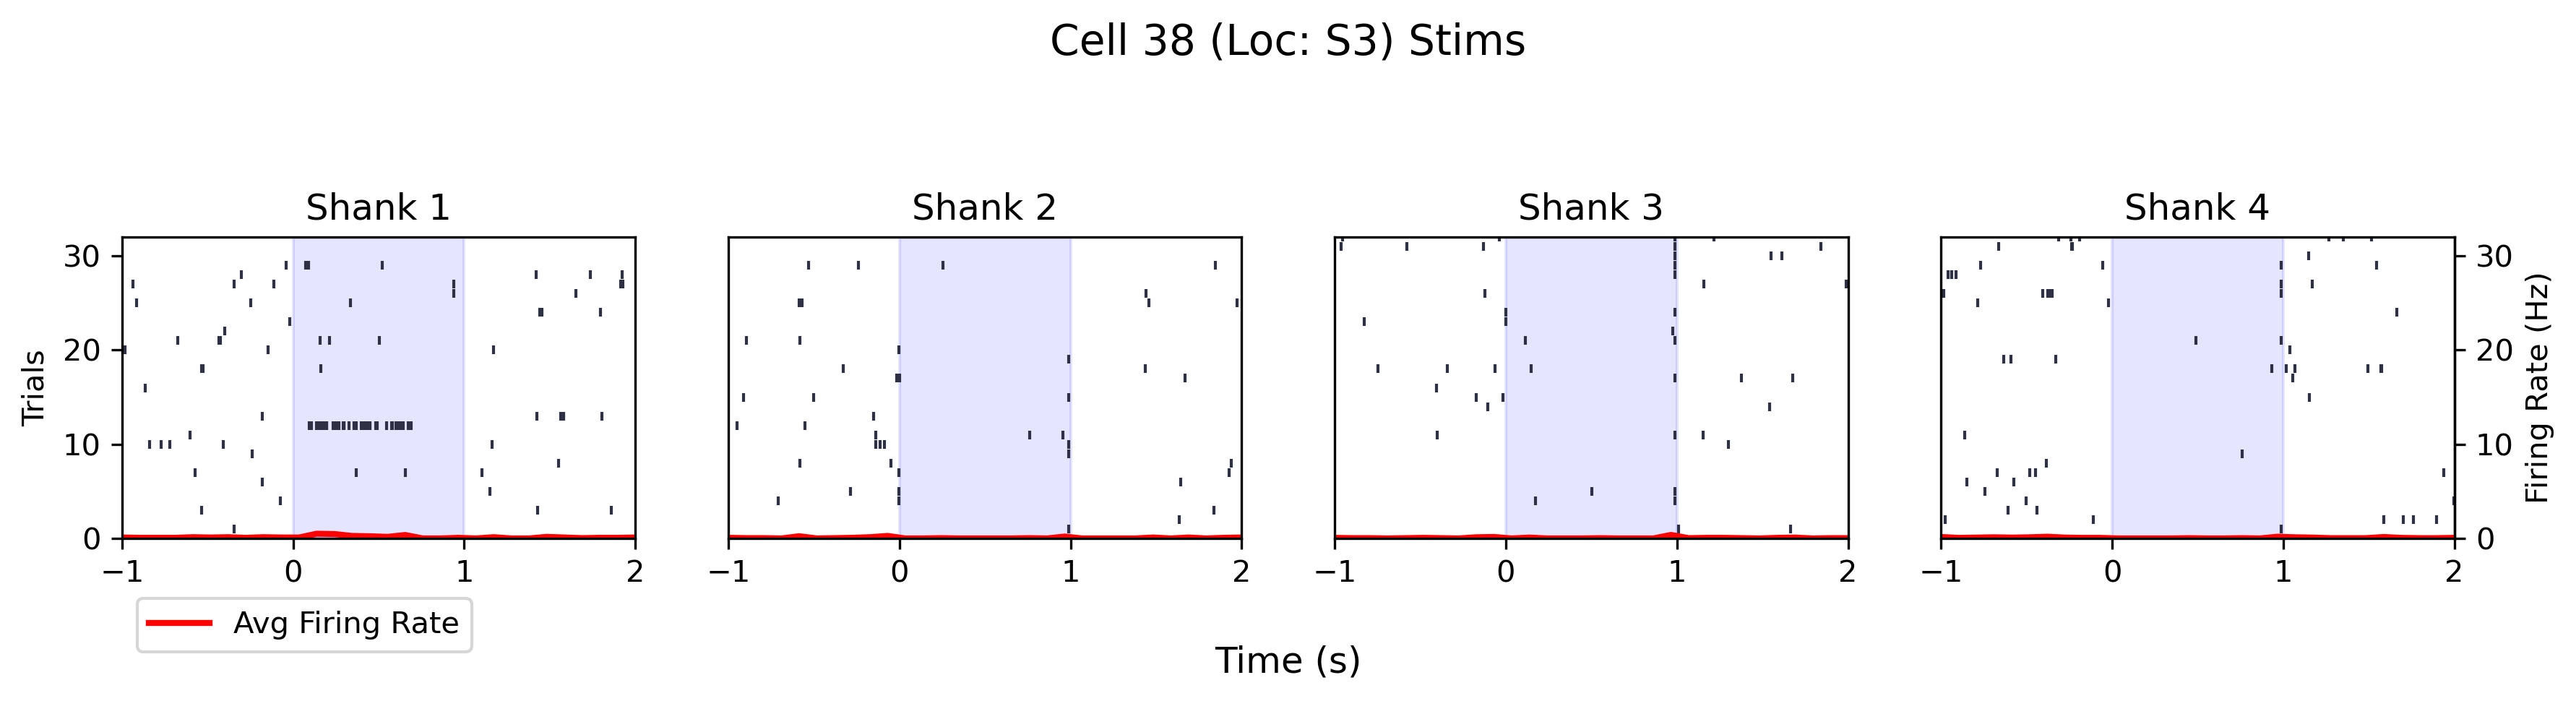 Cell 38 (Loc: S3) Stims
Shank 1 Shank 2 Shank 3 Shank 4
Trials
30
20
10
0
−1 0 1 2
−1 0 1 2
−1 0 1 2
−1 0 1 2
30
20
10
0
Firing Rate (Hz)
Avg Firing Rate
Time (s)